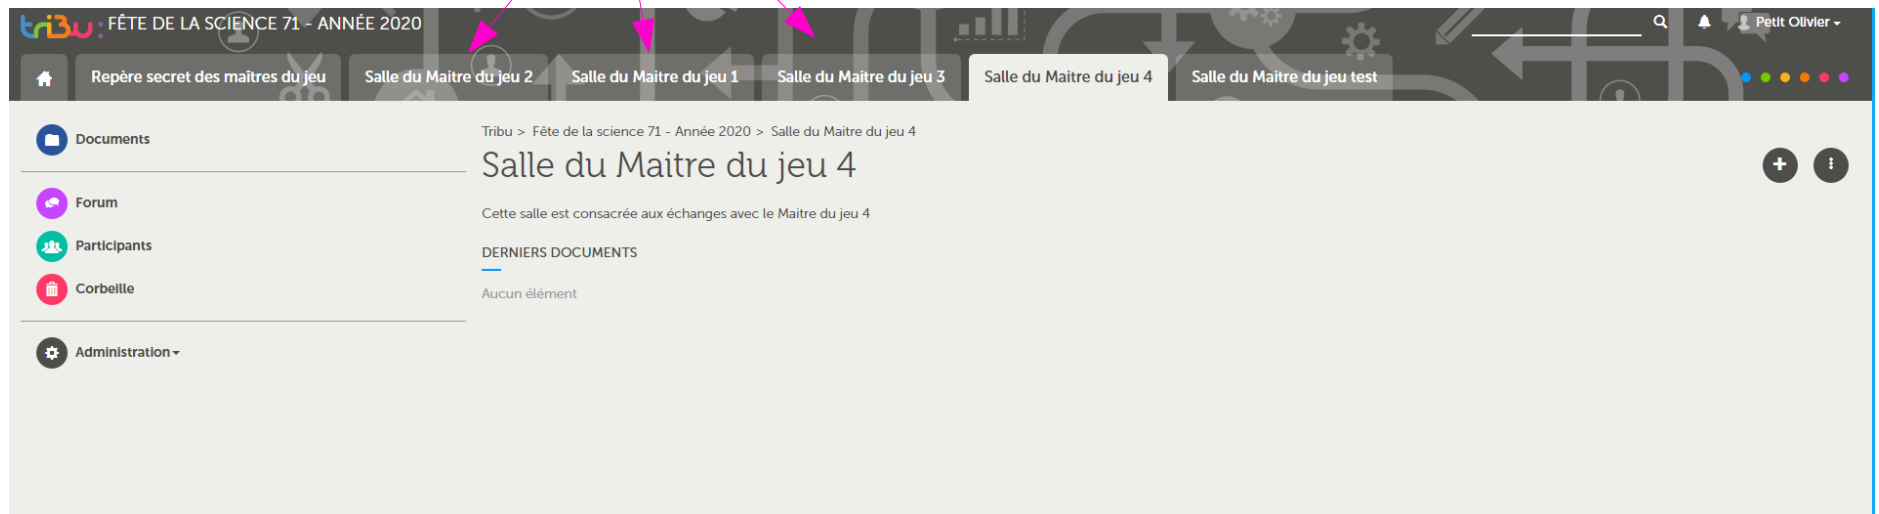 triBu : FÊTE DE LA SCIENCE 71 - ANNÉE 2020
Petit Olivier
Repère secret des maîtres du jeu Salle du Maitre du jeu 2 Salle du Maitre du jeu 1 Salle du Maitre du jeu 3 Salle du Maitre du jeu 4 Salle du Maitre du jeu test
Documents
Forum
Participants
Corbeille
Administration
Tribu > Fête de la science 71 - Année 2020 > Salle du Maitre du jeu 4
Salle du Maitre du jeu 4
Cette salle est consacrée aux échanges avec le Maitre du jeu 4
DERNIERS DOCUMENTS
Aucun élément